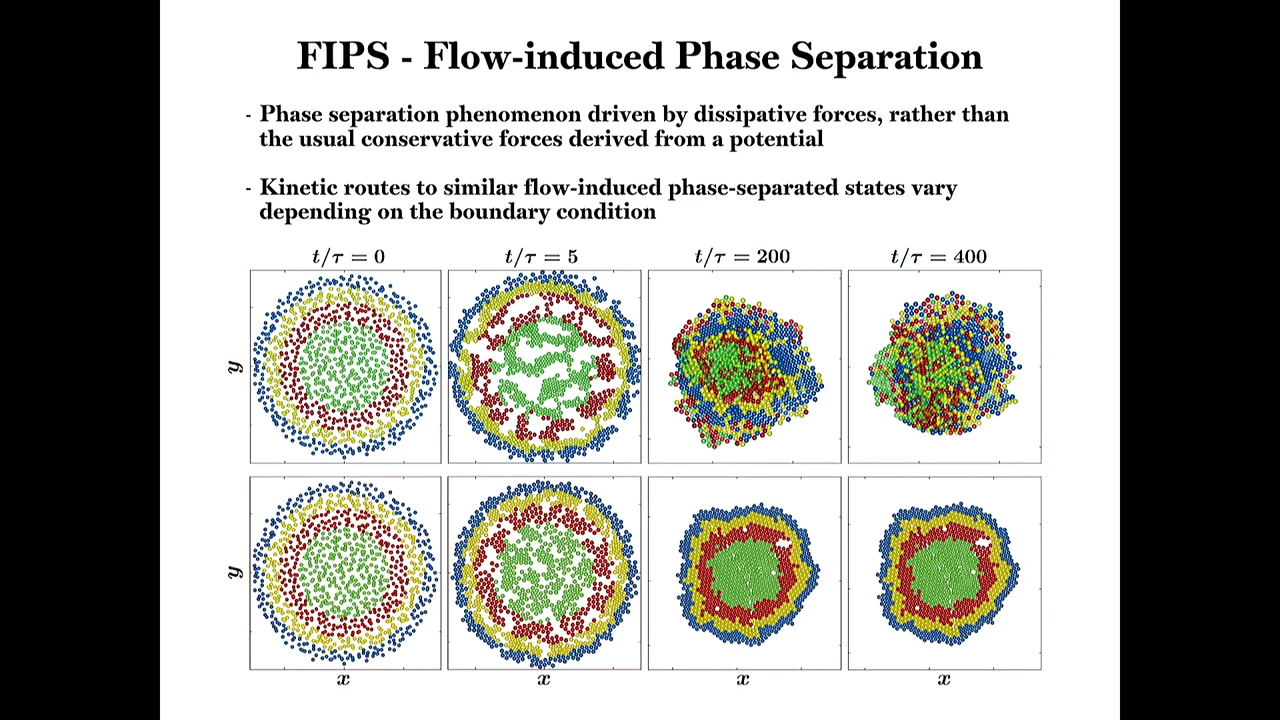 FIPS - Flow-induced Phase Separation
- Phase separation phenomenon driven by dissipative forces, rather than
the usual conservative forces derived from a potential
- Kinetic routes to similar flow-induced phase-separated states vary
depending on the boundary condition
t/τ = 0
t/τ = 5
t/τ = 200
t/τ = 400
y
y
x
x
x
x